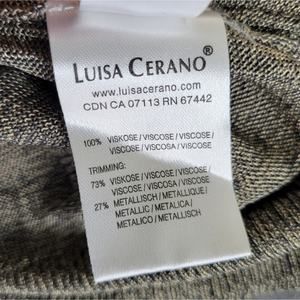 LUISA CERANO®
www.luisacerano.com
CDN CA 07113 RN 67442
100% VISKOSE / VISCOSE / VISCOSE /
VISCOSE / VISCOSA / VISCOSE
TRIMMING:
73% VISKOSE / VISCOSE / VISCOSE /
VISCOSE / VISCOSA / VISCOSE
27% METALLISCH / METALLIQUE /
METALLIC / METALICA /
METALICO / METALLISCH